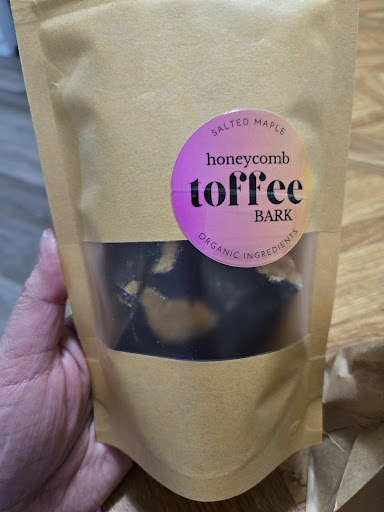 SALTED MAPLE
honeycomb
toffee
BARK
ORGANIC INGREDIENTS